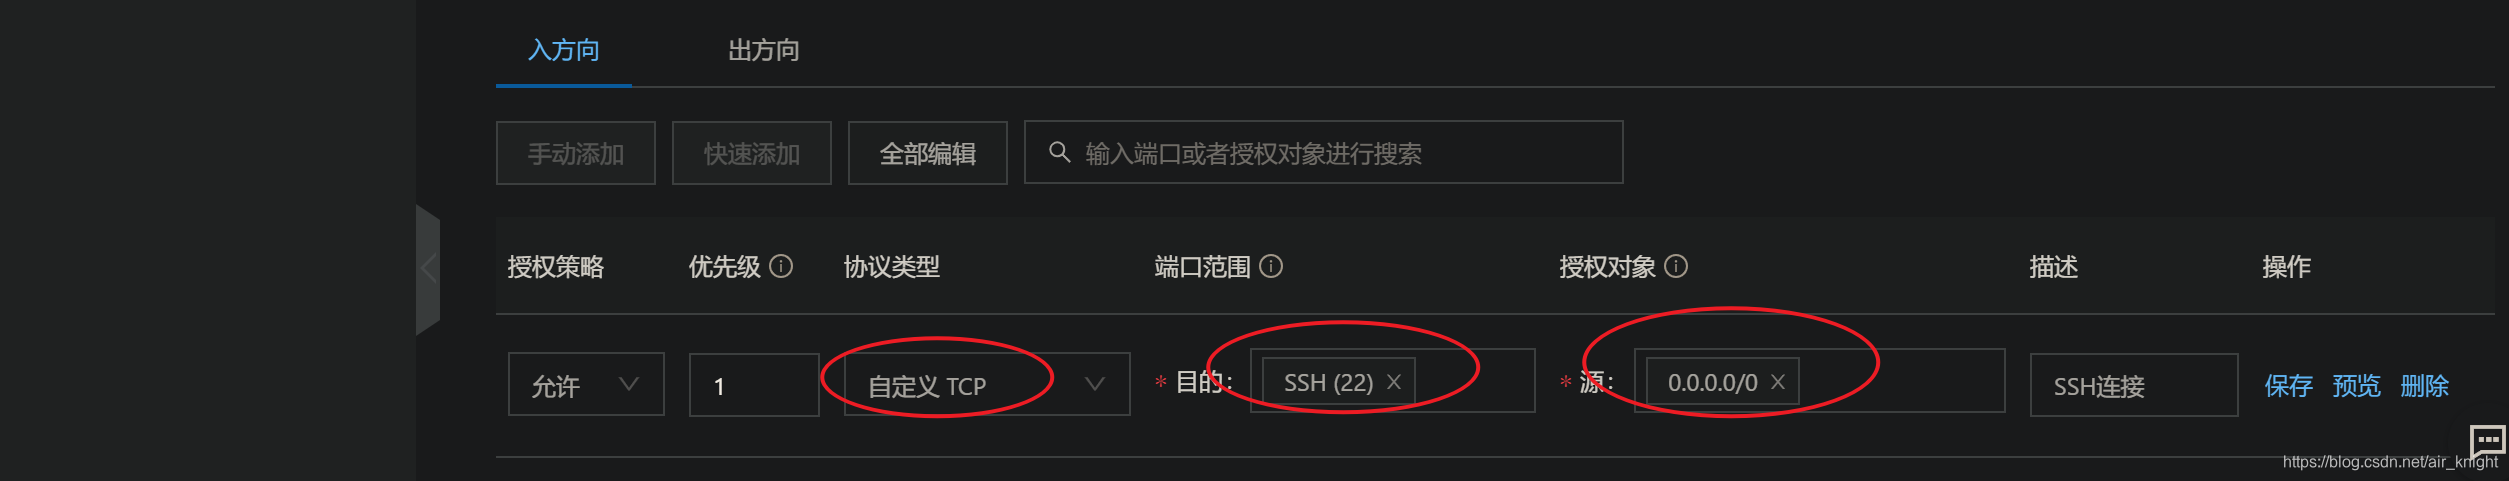 入方向 出方向
手动添加 快速添加 全部编辑 输入端口或者授权对象进行搜索
授权策略 优先级 协议类型 端口范围 授权对象 描述 操作
允许 1 自定义 TCP * 目的: SSH (22) X * 源: 0.0.0.0/0 X SSH连接 保存 预览 删除
https://blog.csdn.net/air_knight